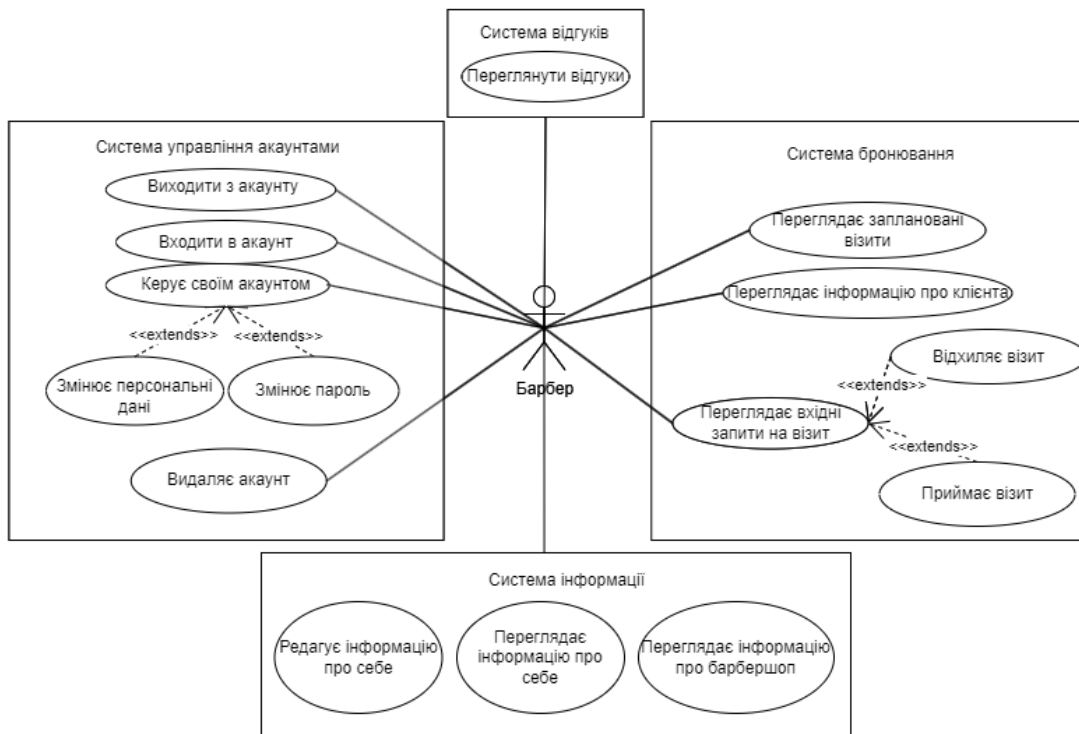 Система відгуків
Переглянути відгуки
Система управління акаунтами
Виходити з акаунту
Входити в акаунт
Керує своїм акаунтом
<<extends>>
<<extends>>
Змінює персональні
дані
Змінює пароль
Видаляє акаунт
Барбер
Система бронювання
Переглядає заплановані
візити
Переглядає інформацію про клієнта
Відхиляє візит
<<extends>>
Переглядає вхідні
запити на візит
<<extends>>
Приймає візит
Система інформації
Редагує інформацію
про себе
Переглядає
інформацію про
себе
Переглядає інформацію
про барбершоп